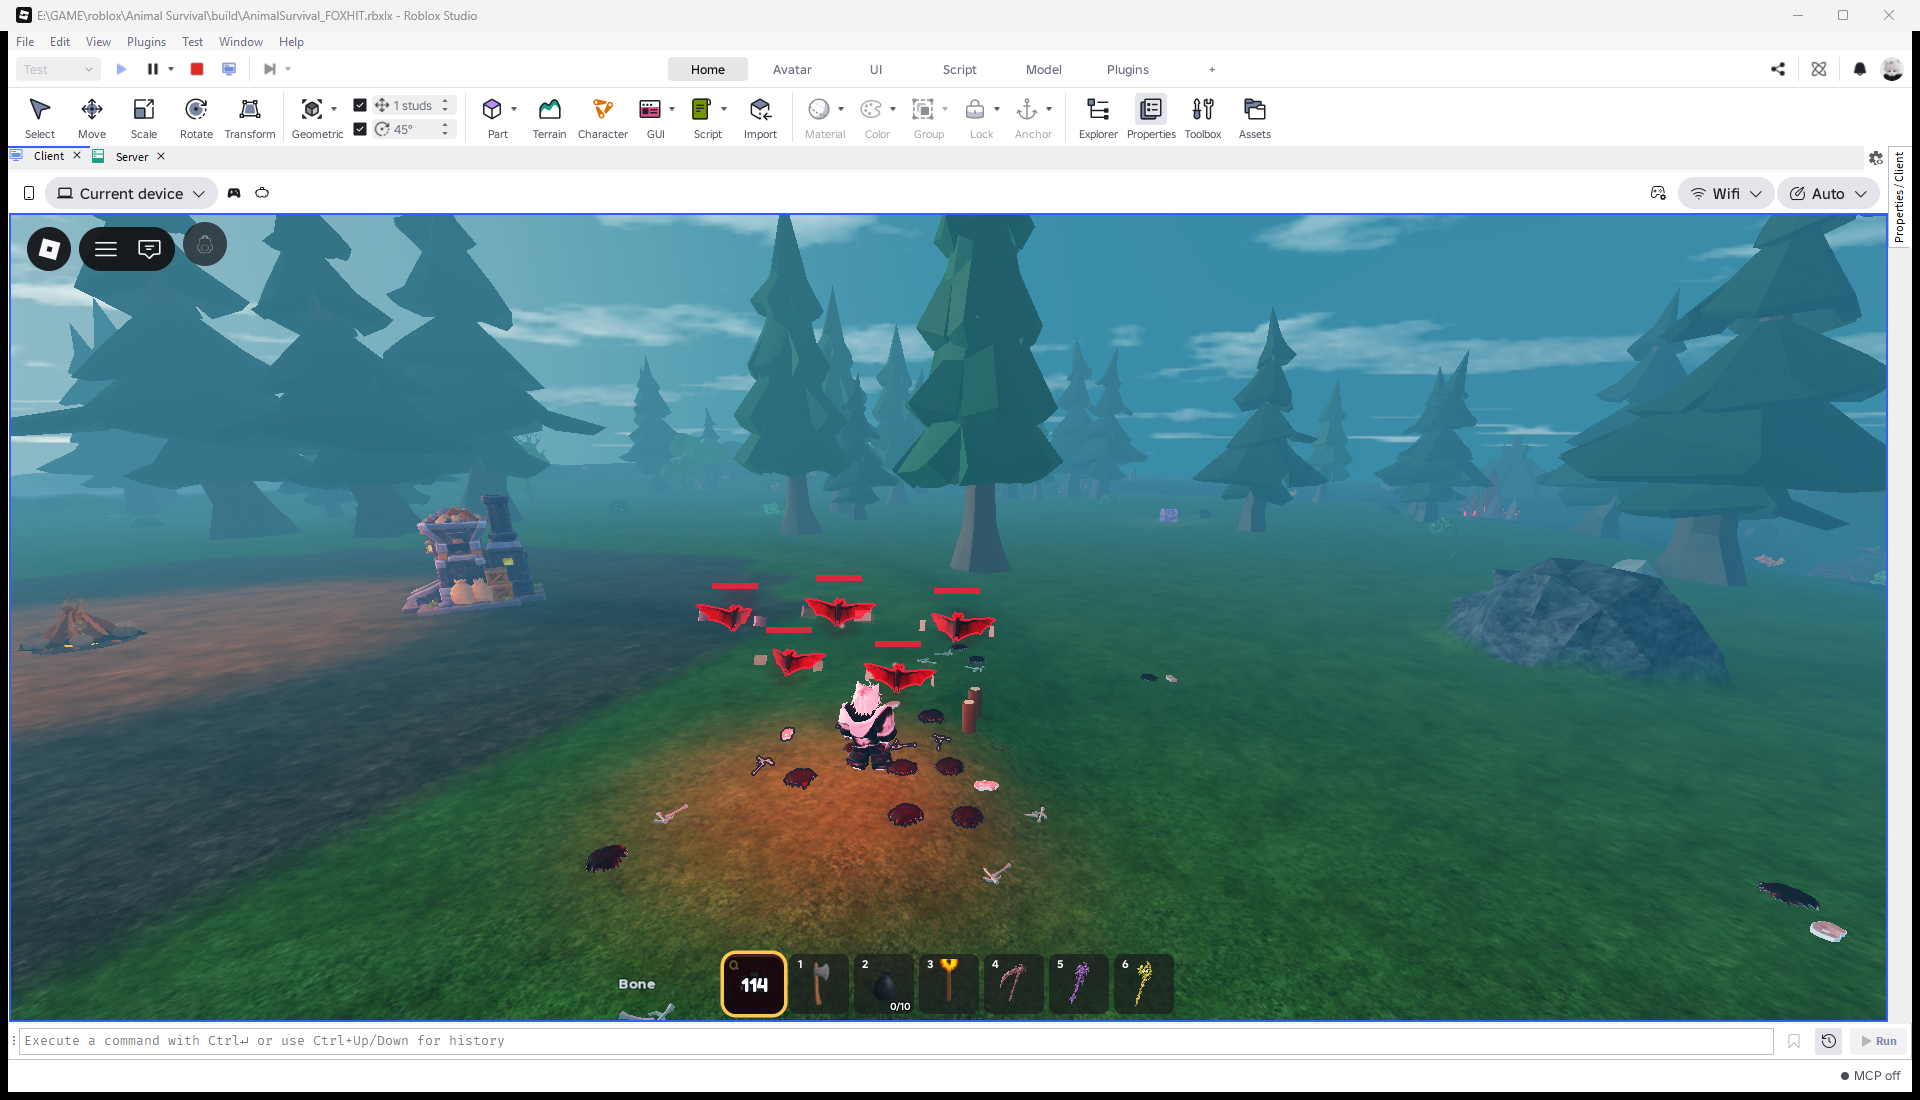 E:\GAME\roblox\Animal Survival\build\AnimalSurvival_FOXHIT.rbxlx - Roblox Studio
File Edit View Plugins Test Window Help
Test
Home Avatar UI Script Model Plugins +
1 studs
45°
Select Move Scale Rotate Transform Geometric Part Terrain Character GUI Script Import Material Color Group Lock Anchor Explorer Properties Toolbox Assets
Client Server
Current device
Wifi Auto
Properties / Client
Bone
Q
114
1
2
0/10
3
4
5
6
Execute a command with Ctrl↵ or use Ctrl+Up/Down for history
Run
MCP off